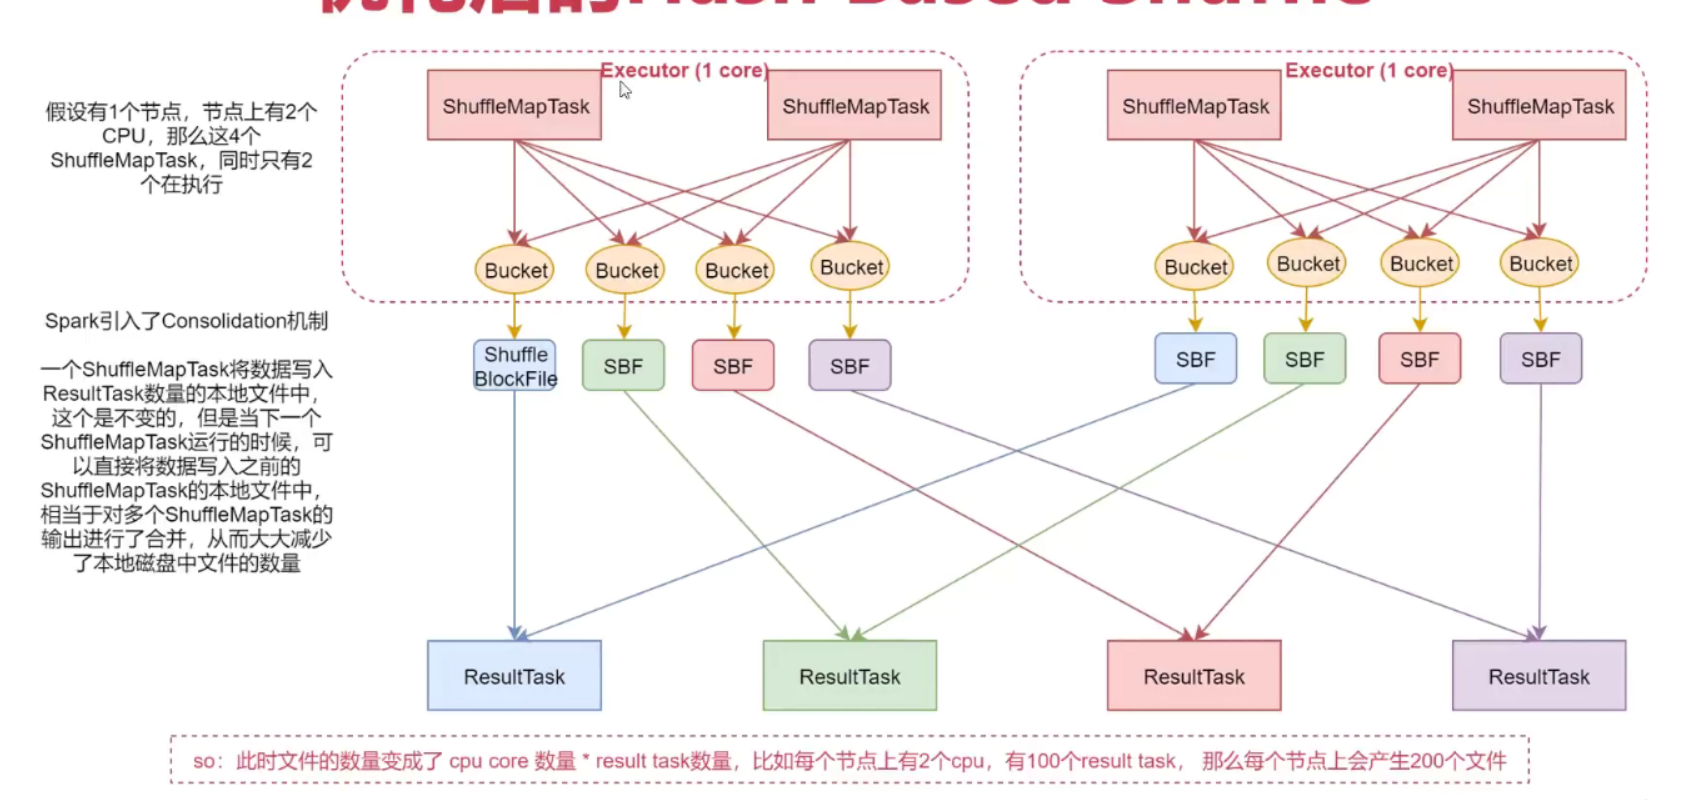 优化后的Hash Based Shuffle
Executor (1 core)
Executor (1 core)
ShuffleMapTask
ShuffleMapTask
ShuffleMapTask
ShuffleMapTask
假设有1个节点，节点上有2个
CPU，那么这4个
ShuffleMapTask，同时只有2
个在执行
Bucket
Bucket
Bucket
Bucket
Bucket
Bucket
Bucket
Bucket
Spark引入了Consolidation机制
Shuffle
BlockFile
SBF
SBF
SBF
SBF
SBF
SBF
SBF
一个ShuffleMapTask将数据写入
ResultTask数量的本地文件中，
这个是不变的，但是当下一个
ShuffleMapTask运行的时候，可
以直接将数据写入之前的
ShuffleMapTask的本地文件中，
相当于对多个ShuffleMapTask的
输出进行了合并，从而大大减少
了本地磁盘中文件的数量
ResultTask
ResultTask
ResultTask
ResultTask
so：此时文件的数量变成了 cpu core 数量 * result task数量，比如每个节点上有2个cpu，有100个result task， 那么每个节点上会产生200个文件